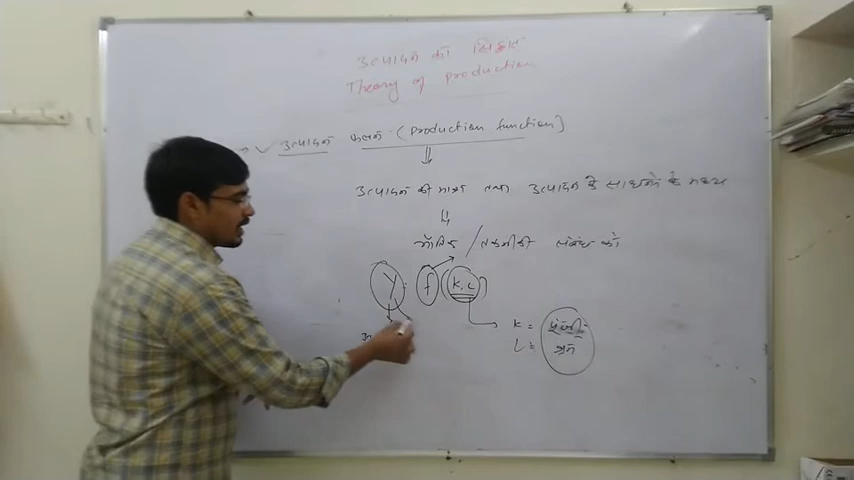 उत्पादन का सिद्धांत
Theory of production
→ ✓ उत्पादन फलन (Production function)
⇓
उत्पादन की मात्रा तथा उत्पादन के साधनों के मध्य
⇓
भौतिक / तकनीकी संबंध को
Y = f (K, L)
K = पूंजी
L = श्रम